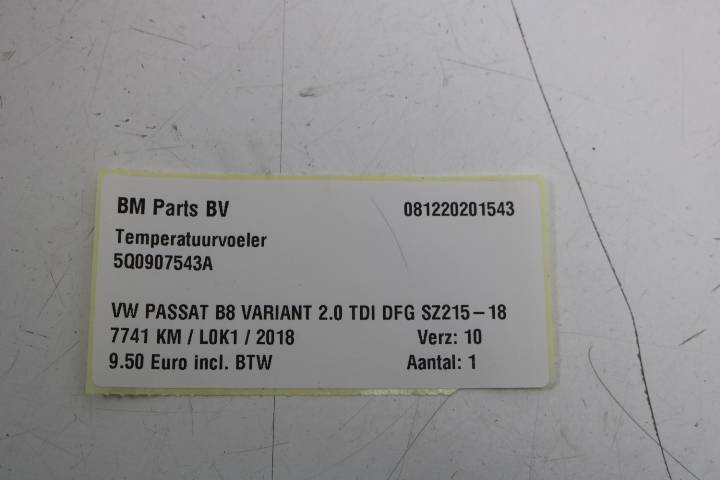 BM Parts BV 081220201543
Temperatuurvoeler
5Q0907543A
VW PASSAT B8 VARIANT 2.0 TDI DFG SZ215-18
7741 KM / L0K1 / 2018 Verz: 10
9.50 Euro incl. BTW Aantal: 1